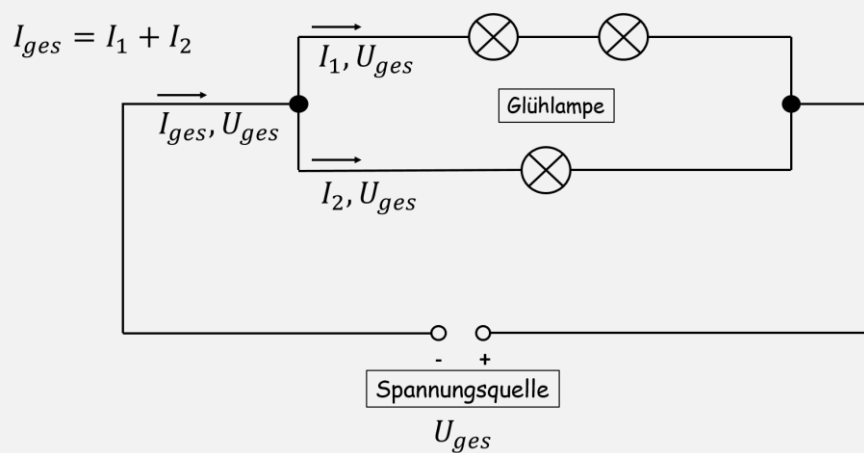 I_ges = I_1 + I_2
I_1, U_ges
Glühlampe
I_ges, U_ges
I_2, U_ges
- +
Spannungsquelle
U_ges